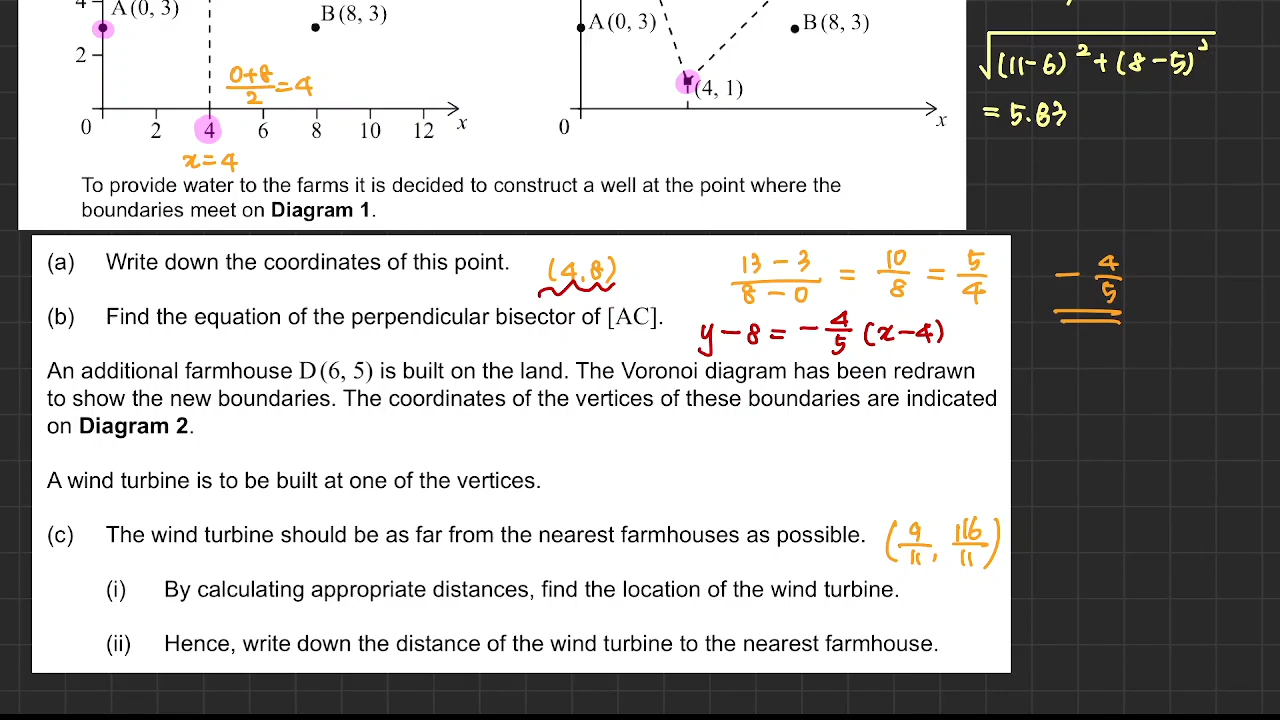 4
A(0, 3)
B(8, 3)
2
0+8/2 = 4
0 2 4 6 8 10 12 x
x = 4
A(0, 3)
B(8, 3)
(4, 1)
0
x
√(11-6)² + (8-5)²
= 5.83
To provide water to the farms it is decided to construct a well at the point where the
boundaries meet on Diagram 1.
(a) Write down the coordinates of this point. (4, 8)
13 - 3/8 - 0 = 10/8 = 5/4
- 4/5
(b) Find the equation of the perpendicular bisector of [AC].
y - 8 = - 4/5 (x - 4)
An additional farmhouse D(6, 5) is built on the land. The Voronoi diagram has been redrawn
to show the new boundaries. The coordinates of the vertices of these boundaries are indicated
on Diagram 2.
A wind turbine is to be built at one of the vertices.
(c) The wind turbine should be as far from the nearest farmhouses as possible. (9/11, 116/11)
(i) By calculating appropriate distances, find the location of the wind turbine.
(ii) Hence, write down the distance of the wind turbine to the nearest farmhouse.